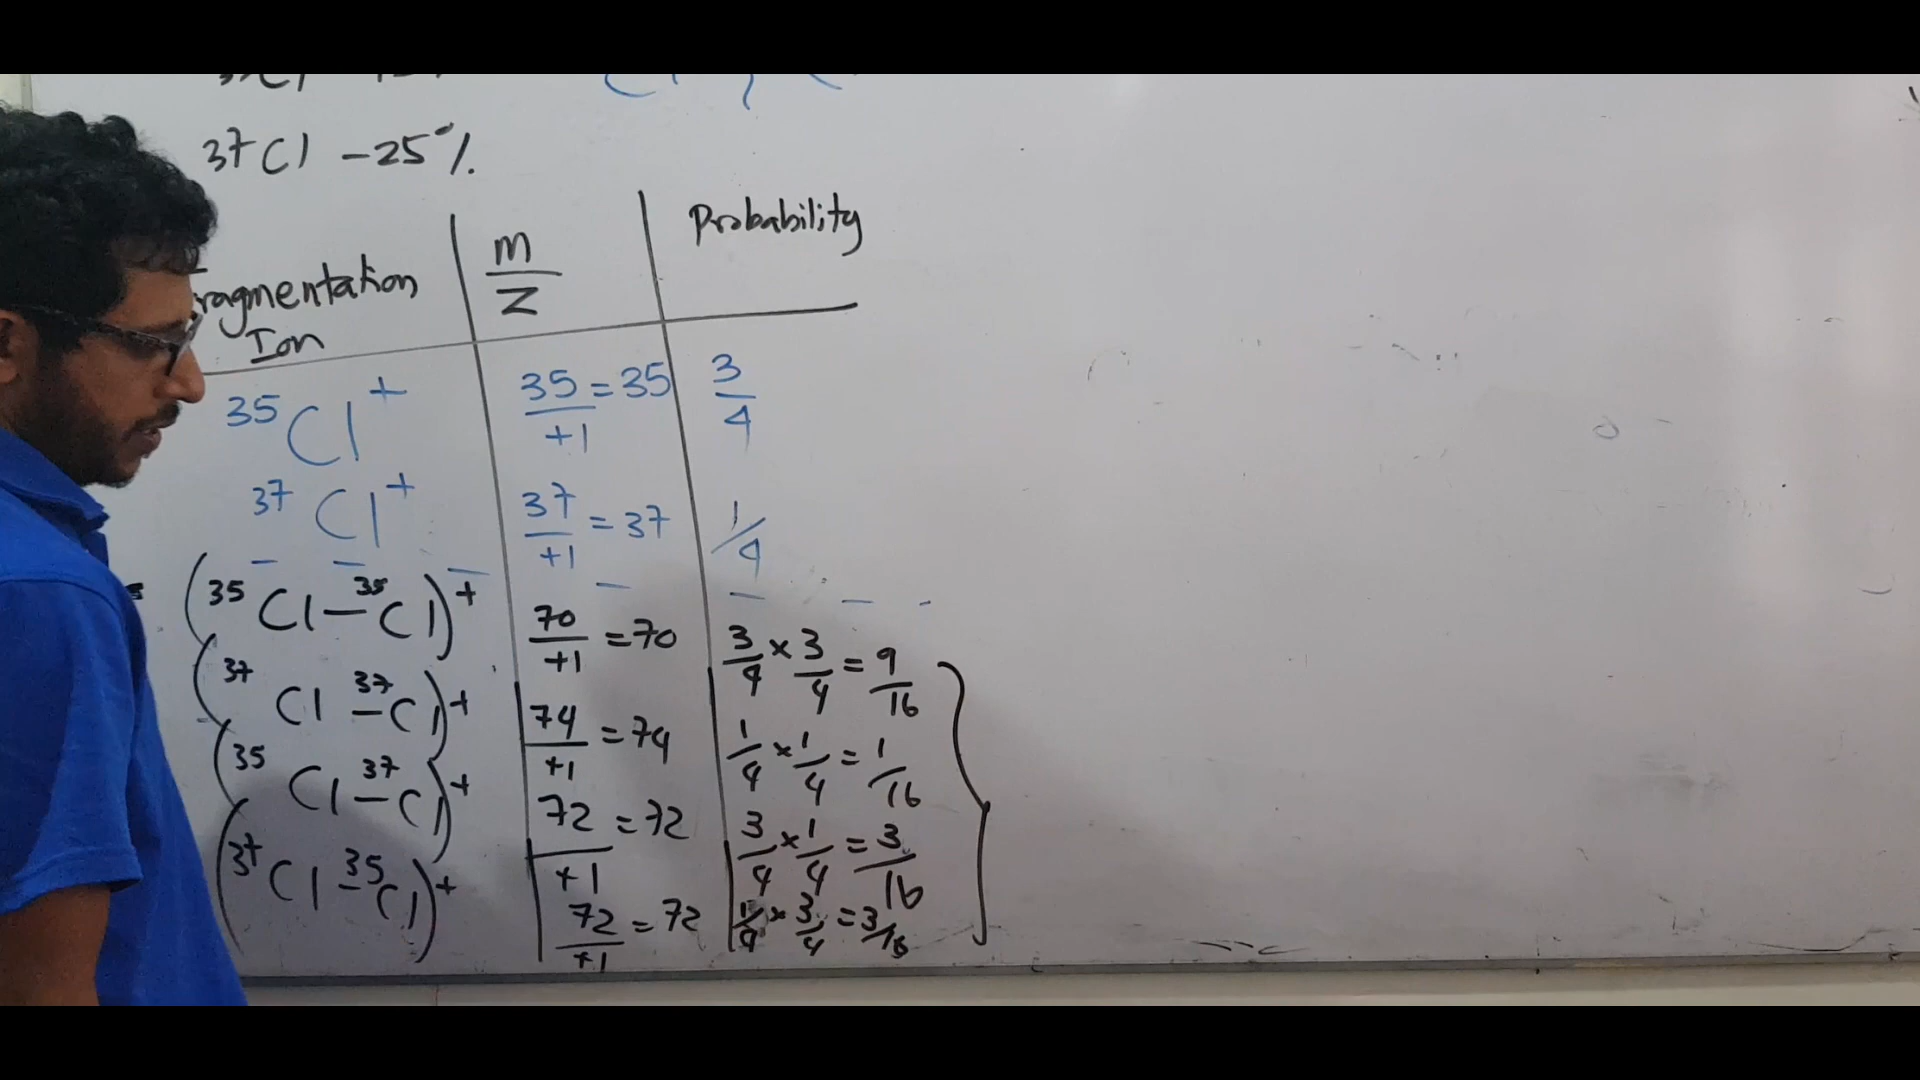 37Cl - 25%
ragmentation Ion | m/Z | Probability
35Cl+ | 35/+1 = 35 | 3/4
37Cl+ | 37/+1 = 37 | 1/4
(35Cl - 35Cl)+ | 70/+1 = 70 | 3/4 × 3/4 = 9/16
(37Cl - 37Cl)+ | 74/+1 = 74 | 1/4 × 1/4 = 1/16
(35Cl - 37Cl)+ | 72/+1 = 72 | 3/4 × 1/4 = 3/16
(37Cl - 35Cl)+ | 72/+1 = 72 | 1/4 × 3/4 = 3/16